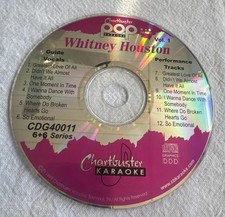 Chartbuster
POP
KARAOKE
Vol. 1
Whitney Houston
Guide
Vocals
1. Greatest Love Of All
2. Didn't We Almost
Have It All
3. One Moment In Time
4. I Wanna Dance With
Somebody
5. Where Do Broken
Hearts Go
6. So Emotional
Performance
Tracks
7. Greatest Love Of All
8. Didn't We Almost
Have It All
9. One Moment In Time
10. I Wanna Dance With
Somebody
11. Where Do Broken
Hearts Go
12. So Emotional
CDG40011
6+6 Series
Chartbuster
KARAOKE